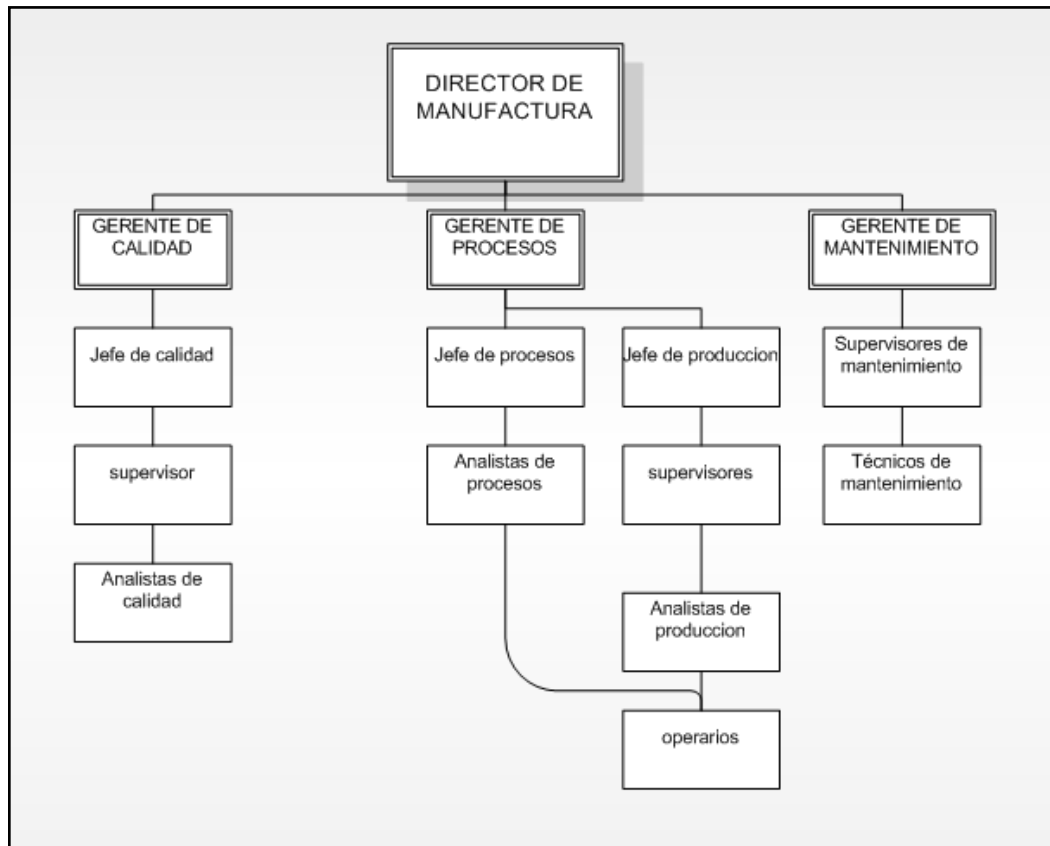 DIRECTOR DE
MANUFACTURA
GERENTE DE
CALIDAD
GERENTE DE
PROCESOS
GERENTE DE
MANTENIMIENTO
Jefe de calidad
Jefe de procesos
Jefe de produccion
Supervisores de
mantenimiento
supervisor
Analistas de
procesos
supervisores
Técnicos de
mantenimiento
Analistas de
calidad
Analistas de
produccion
operarios